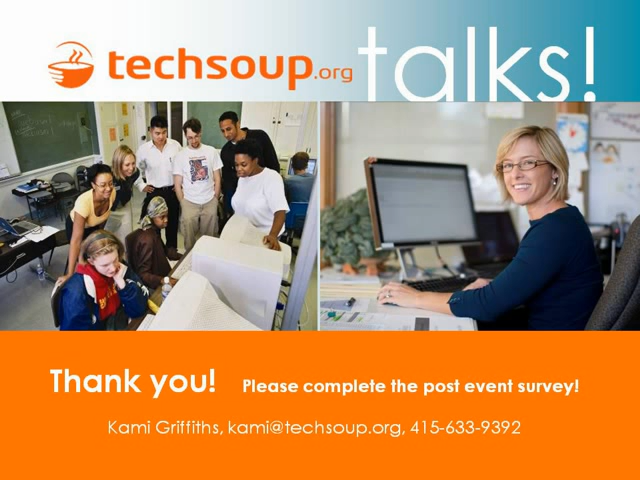 techsoup.org talks!
Thank you! Please complete the post event survey!
Kami Griffiths, kami@techsoup.org, 415-633-9392